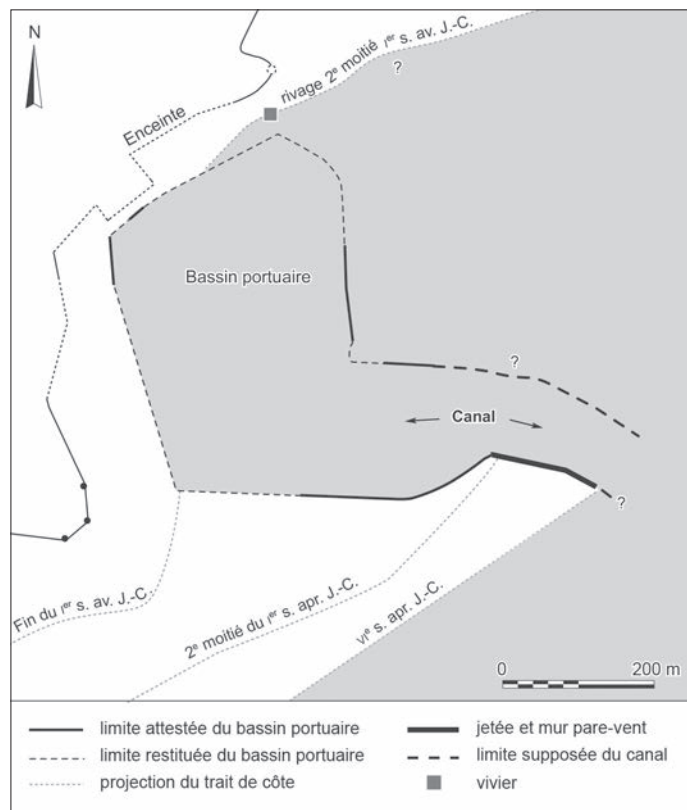 N
rivage 2e moitié Ier s. av. J.-C.
?
Enceinte
Bassin portuaire
?
Canal
?
Fin du Ier s. av. J.-C.
2e moitié du Ier s. apr. J.-C.
VIe s. apr. J.-C.
0 200 m
limite attestée du bassin portuaire
limite restituée du bassin portuaire
projection du trait de côte
jetée et mur pare-vent
limite supposée du canal
vivier